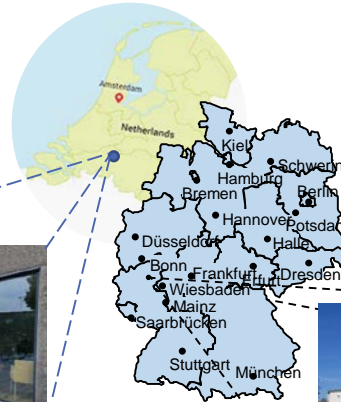 Amsterdam
Netherlands
Kiel
Schwerin
Hamburg
Bremen
Berlin
Hannover
Potsda
Düsseldorf
Halle
Bonn
Frankfurt
Erfurt
Dresden
Wiesbaden
Mainz
Saarbrücken
Stuttgart
München